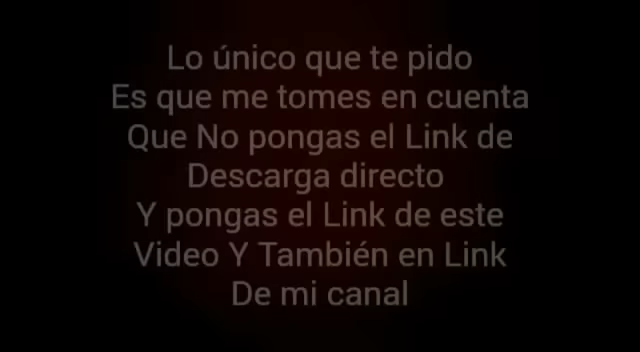 Lo único que te pido
Es que me tomes en cuenta
Que No pongas el Link de
Descarga directo
Y pongas el Link de este
Video Y También en Link
De mi canal